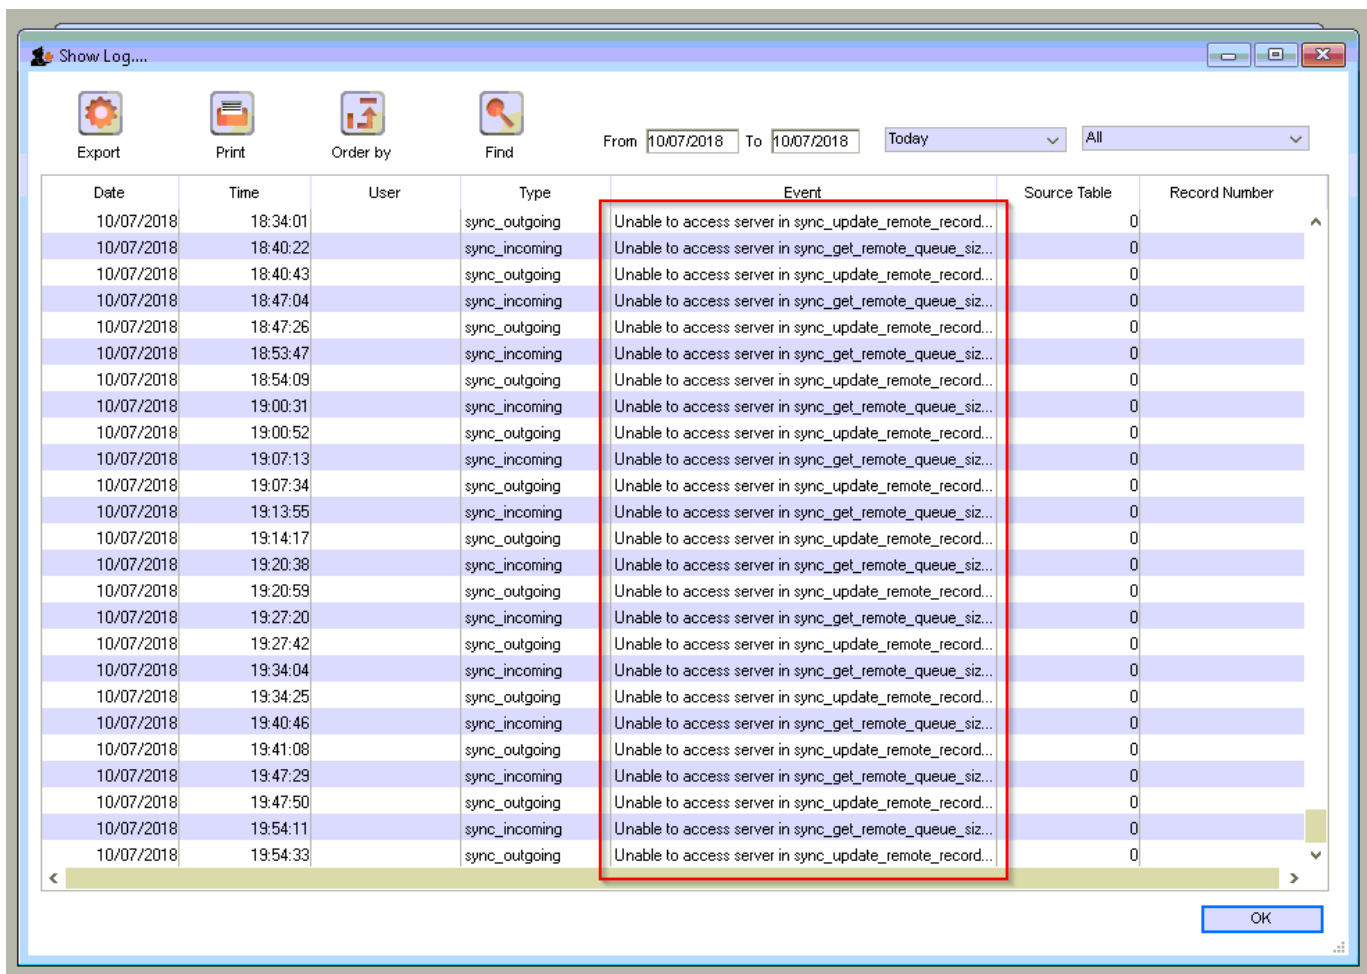 Show Log....
Export Print Order by Find From 10/07/2018 To 10/07/2018 Today All
Date Time User Type Event Source Table Record Number
10/07/2018 18:34:01 sync_outgoing Unable to access server in sync_update_remote_record... 0
10/07/2018 18:40:22 sync_incoming Unable to access server in sync_get_remote_queue_siz... 0
10/07/2018 18:40:43 sync_outgoing Unable to access server in sync_update_remote_record... 0
10/07/2018 18:47:04 sync_incoming Unable to access server in sync_get_remote_queue_siz... 0
10/07/2018 18:47:26 sync_outgoing Unable to access server in sync_update_remote_record... 0
10/07/2018 18:53:47 sync_incoming Unable to access server in sync_get_remote_queue_siz... 0
10/07/2018 18:54:09 sync_outgoing Unable to access server in sync_update_remote_record... 0
10/07/2018 19:00:31 sync_incoming Unable to access server in sync_get_remote_queue_siz... 0
10/07/2018 19:00:52 sync_outgoing Unable to access server in sync_update_remote_record... 0
10/07/2018 19:07:13 sync_incoming Unable to access server in sync_get_remote_queue_siz... 0
10/07/2018 19:07:34 sync_outgoing Unable to access server in sync_update_remote_record... 0
10/07/2018 19:13:55 sync_incoming Unable to access server in sync_get_remote_queue_siz... 0
10/07/2018 19:14:17 sync_outgoing Unable to access server in sync_update_remote_record... 0
10/07/2018 19:20:38 sync_incoming Unable to access server in sync_get_remote_queue_siz... 0
10/07/2018 19:20:59 sync_outgoing Unable to access server in sync_update_remote_record... 0
10/07/2018 19:27:20 sync_incoming Unable to access server in sync_get_remote_queue_siz... 0
10/07/2018 19:27:42 sync_outgoing Unable to access server in sync_update_remote_record... 0
10/07/2018 19:34:04 sync_incoming Unable to access server in sync_get_remote_queue_siz... 0
10/07/2018 19:34:25 sync_outgoing Unable to access server in sync_update_remote_record... 0
10/07/2018 19:40:46 sync_incoming Unable to access server in sync_get_remote_queue_siz... 0
10/07/2018 19:41:08 sync_outgoing Unable to access server in sync_update_remote_record... 0
10/07/2018 19:47:29 sync_incoming Unable to access server in sync_get_remote_queue_siz... 0
10/07/2018 19:47:50 sync_outgoing Unable to access server in sync_update_remote_record... 0
10/07/2018 19:54:11 sync_incoming Unable to access server in sync_get_remote_queue_siz... 0
10/07/2018 19:54:33 sync_outgoing Unable to access server in sync_update_remote_record... 0
OK